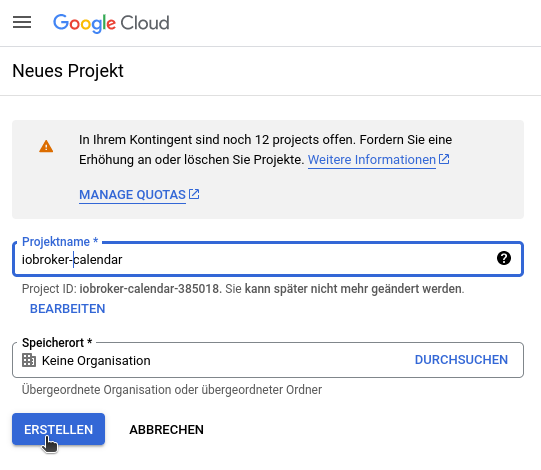 Google Cloud
Neues Projekt
In Ihrem Kontingent sind noch 12 projects offen. Fordern Sie eine
Erhöhung an oder löschen Sie Projekte. Weitere Informationen
MANAGE QUOTAS
Projektname *
iobroker-calendar
Project ID: iobroker-calendar-385018. Sie kann später nicht mehr geändert werden.
BEARBEITEN
Speicherort *
Keine Organisation
DURCHSUCHEN
Übergeordnete Organisation oder übergeordneter Ordner
ERSTELLEN
ABBRECHEN